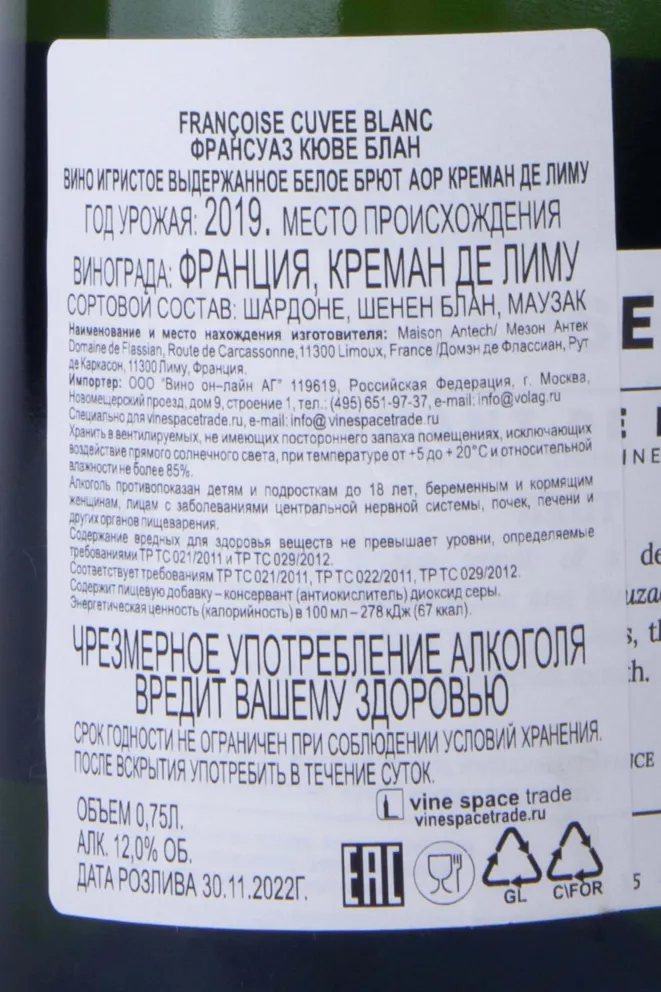 FRANÇOISE CUVEE BLANC
ФРАНСУАЗ КЮВЕ БЛАН
ВИНО ИГРИСТОЕ ВЫДЕРЖАННОЕ БЕЛОЕ БРЮТ АОР КРЕМАН ДЕ ЛИМУ
ГОД УРОЖАЯ: 2019. МЕСТО ПРОИСХОЖДЕНИЯ
ВИНОГРАДА: ФРАНЦИЯ, КРЕМАН ДЕ ЛИМУ
СОРТОВОЙ СОСТАВ: ШАРДОНЕ, ШЕНЕН БЛАН, МАУЗАК
Наименование и место нахождения изготовителя: Maison Antech/ Мезон Антек
Domaine de Flassian, Route de Carcassonne,11300 Limoux, France /Домэн де Флассиан, Рут
де Каркасон, 11300 Лиму, Франция.
Импортер: ООО "Вино он-лайн АГ" 119619, Российская Федерация, г. Москва,
Новомещерский проезд, дом 9, строение 1, тел.: (495) 651-97-37, e-mail: info@volag.ru
Специально для vinespacetrade.ru, e-mail: info@vinespacetrade.ru
Хранить в вентилируемых, не имеющих постороннего запаха помещениях, исключающих
воздействие прямого солнечного света, при температуре от +5 до + 20°С и относительной
влажности не более 85%.
Алкоголь противопоказан детям и подросткам до 18 лет, беременным и кормящим
женщинам, лицам с заболеваниями центральной нервной системы, почек, печени и
других органов пищеварения.
Содержание вредных для здоровья веществ не превышает уровни, определяемые
требованиями ТР ТС 021/2011 и ТР ТС 029/2012.
Соответствует требованиям ТР ТС 021/2011, ТР ТС 022/2011, ТР ТС 029/2012.
Содержит пищевую добавку – консервант (антиокислитель) диоксид серы.
Энергетическая ценность (калорийность) в 100 мл – 278 кДж (67 ккал).
ЧРЕЗМЕРНОЕ УПОТРЕБЛЕНИЕ АЛКОГОЛЯ
ВРЕДИТ ВАШЕМУ ЗДОРОВЬЮ
СРОК ГОДНОСТИ НЕ ОГРАНИЧЕН ПРИ СОБЛЮДЕНИИ УСЛОВИЙ ХРАНЕНИЯ.
ПОСЛЕ ВСКРЫТИЯ УПОТРЕБИТЬ В ТЕЧЕНИЕ СУТОК.
vine space trade
vinespacetrade.ru
ОБЪЕМ 0,75Л.
АЛК. 12,0% ОБ.
ДАТА РОЗЛИВА 30.11.2022Г.
EAC
GL
C\FOR
5